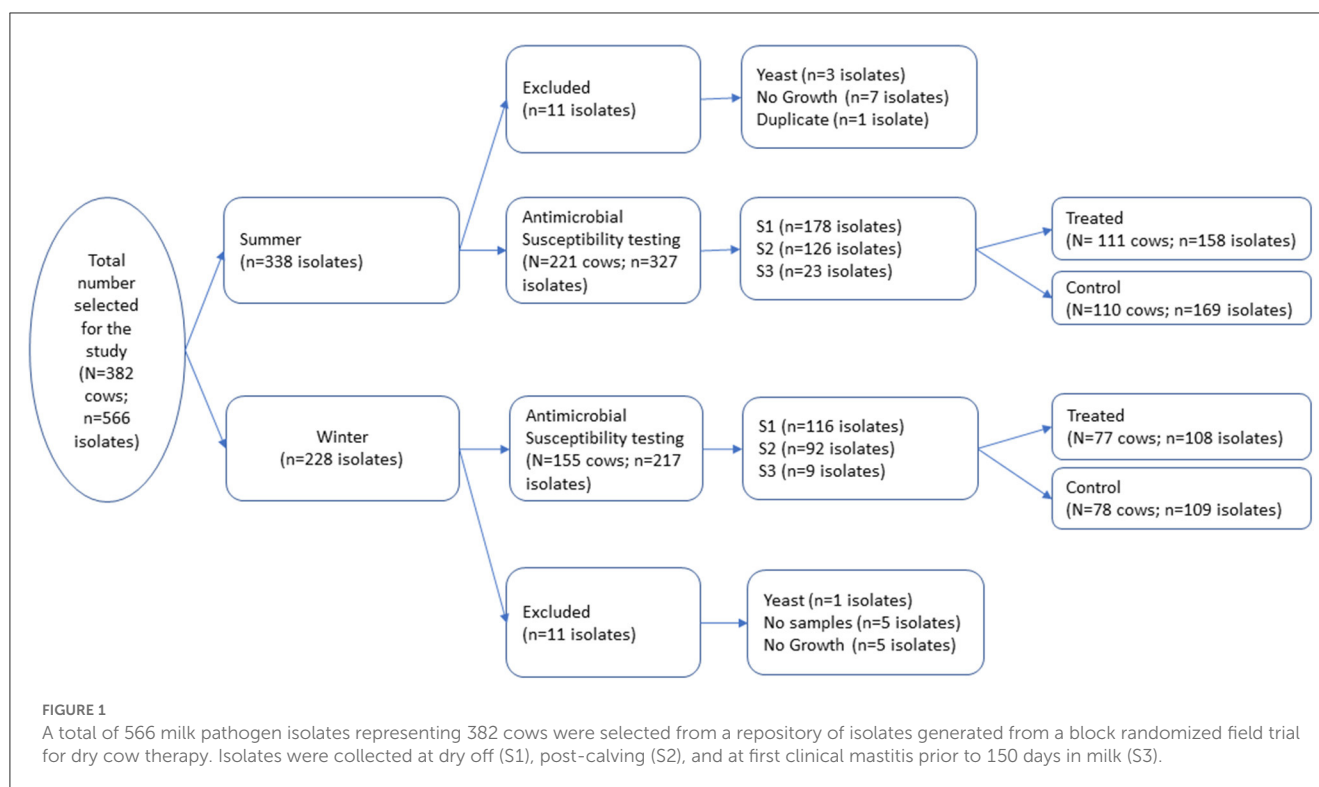 Total
number
selected
for the
study
(N=382
cows;
n=566
isolates)
Summer
(n=338 isolates)
Winter
(n=228 isolates)
Excluded
(n=11 isolates)
Yeast (n=3 isolates)
No Growth (n=7 isolates)
Duplicate (n=1 isolate)
Antimicrobial
Susceptibility testing
(N=221 cows; n=327
isolates)
S1 (n=178 isolates)
S2 (n=126 isolates)
S3 (n=23 isolates)
Treated
(N= 111 cows; n=158 isolates)
Control
(N=110 cows; n=169 isolates)
Antimicrobial
Susceptibility testing
(N=155 cows; n=217
isolates)
S1 (n=116 isolates)
S2 (n=92 isolates)
S3 (n=9 isolates)
Treated
(N=77 cows; n=108 isolates)
Control
(N=78 cows; n=109 isolates)
Excluded
(n=11 isolates)
Yeast (n=1 isolates)
No samples (n=5 isolates)
No Growth (n=5 isolates)
FIGURE 1
A total of 566 milk pathogen isolates representing 382 cows were selected from a repository of isolates generated from a block randomized field trial
for dry cow therapy. Isolates were collected at dry off (S1), post-calving (S2), and at first clinical mastitis prior to 150 days in milk (S3).